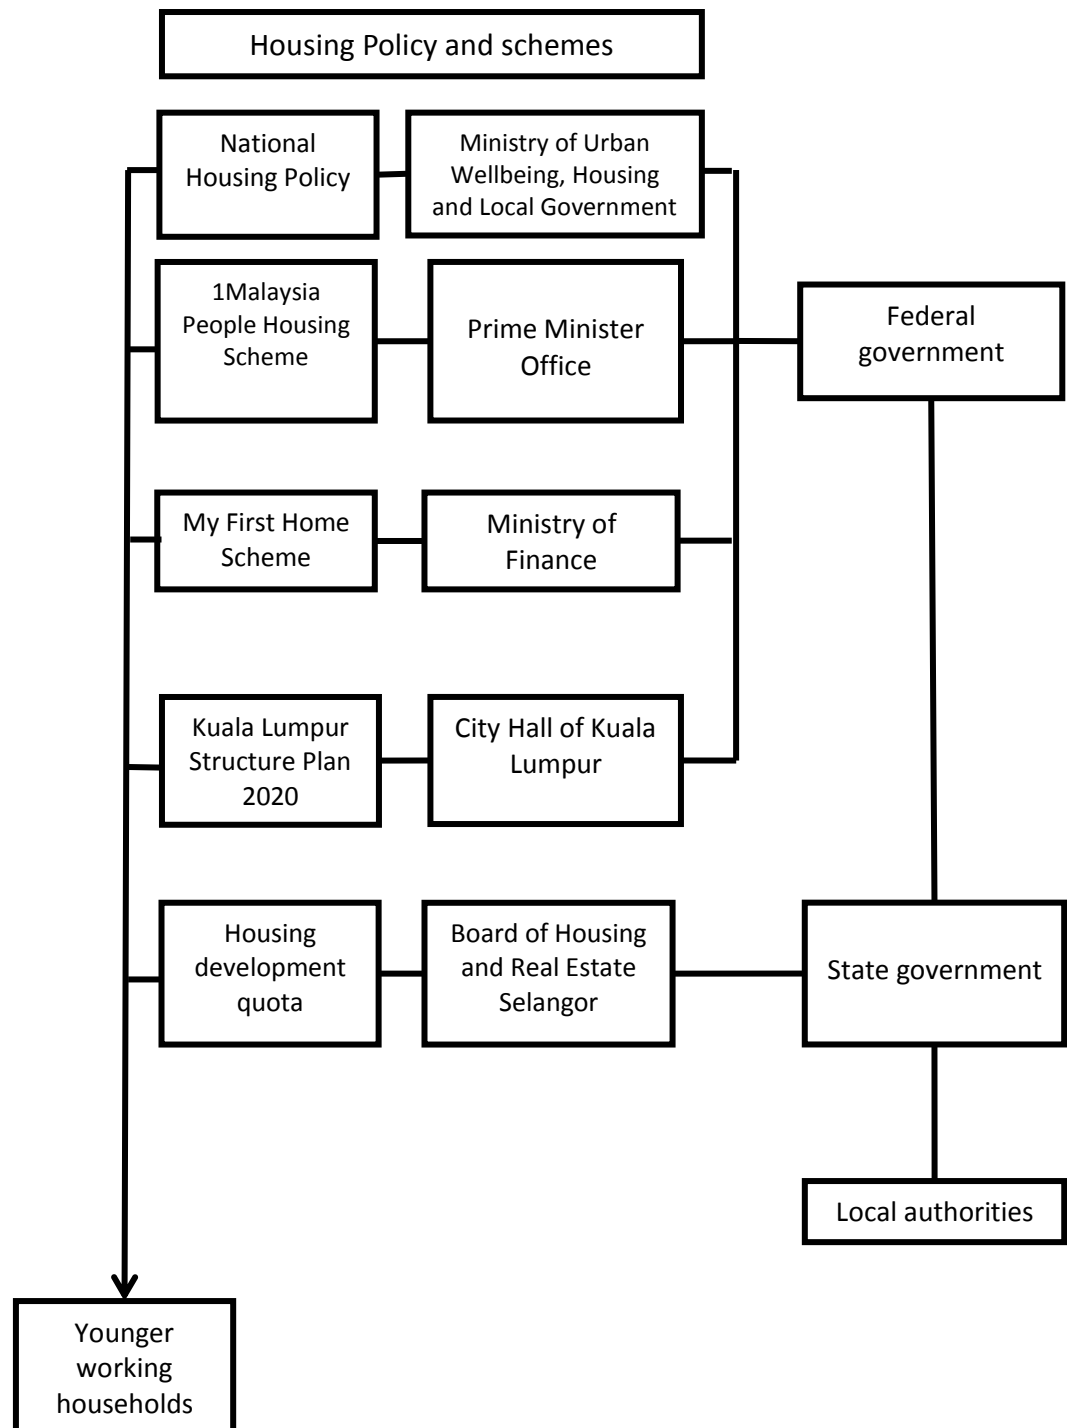 Housing Policy and schemes
National
Housing Policy
Ministry of Urban
Wellbeing, Housing
and Local Government
1Malaysia
People Housing
Scheme
Prime Minister
Office
Federal
government
My First Home
Scheme
Ministry of
Finance
Kuala Lumpur
Structure Plan
2020
City Hall of Kuala
Lumpur
Housing
development
quota
Board of Housing
and Real Estate
Selangor
State government
Local authorities
Younger
working
households